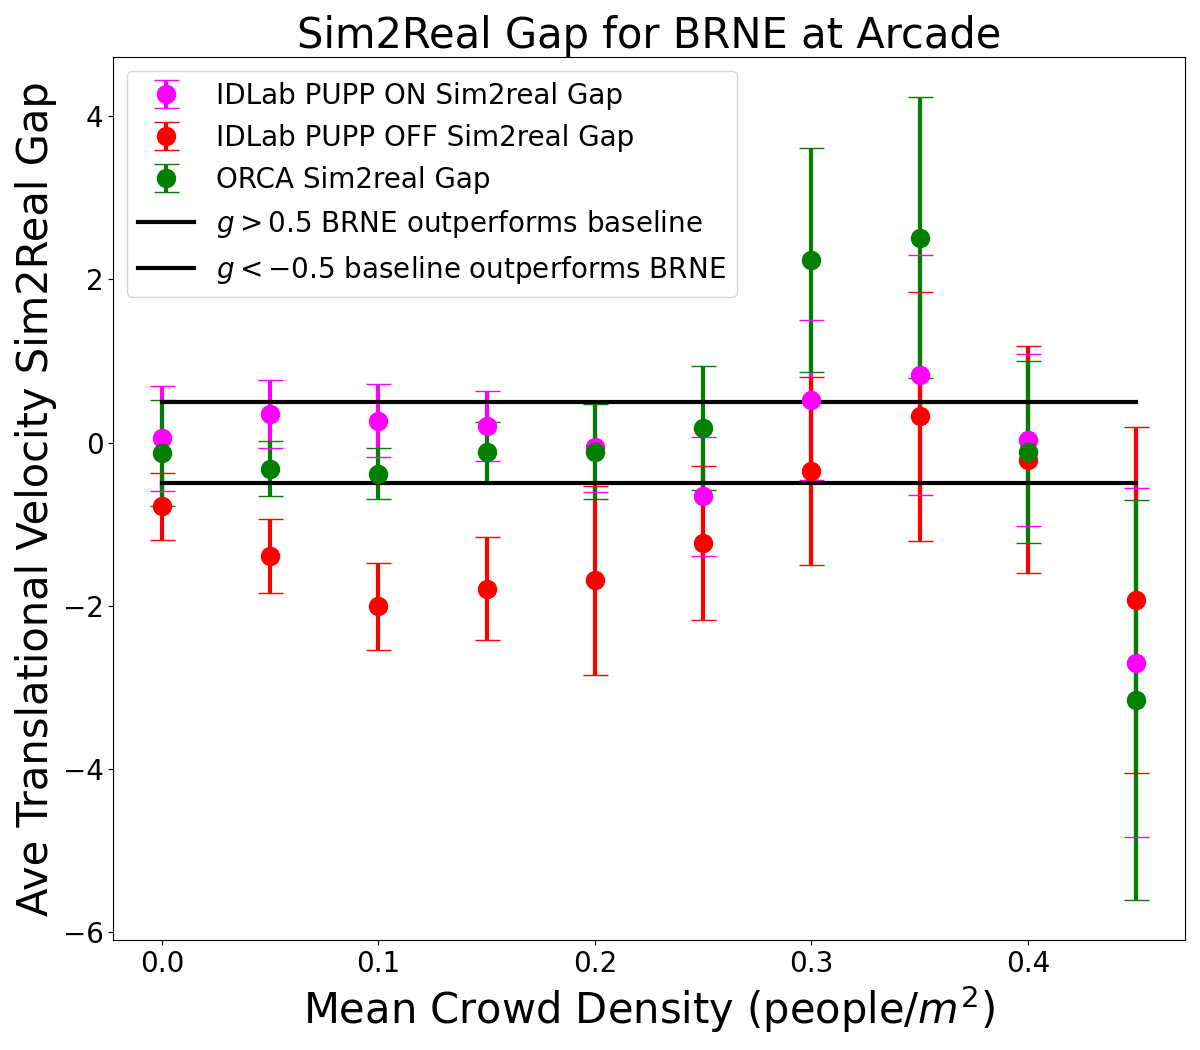 Sim2Real Gap for BRNE at Arcade
IDLab PUPP ON Sim2real Gap
IDLab PUPP OFF Sim2real Gap
ORCA Sim2real Gap
g > 0.5 BRNE outperforms baseline
g < −0.5 baseline outperforms BRNE
Ave Translational Velocity Sim2Real Gap
4
2
0
−2
−4
−6
0.0 0.1 0.2 0.3 0.4
Mean Crowd Density (people/m²)